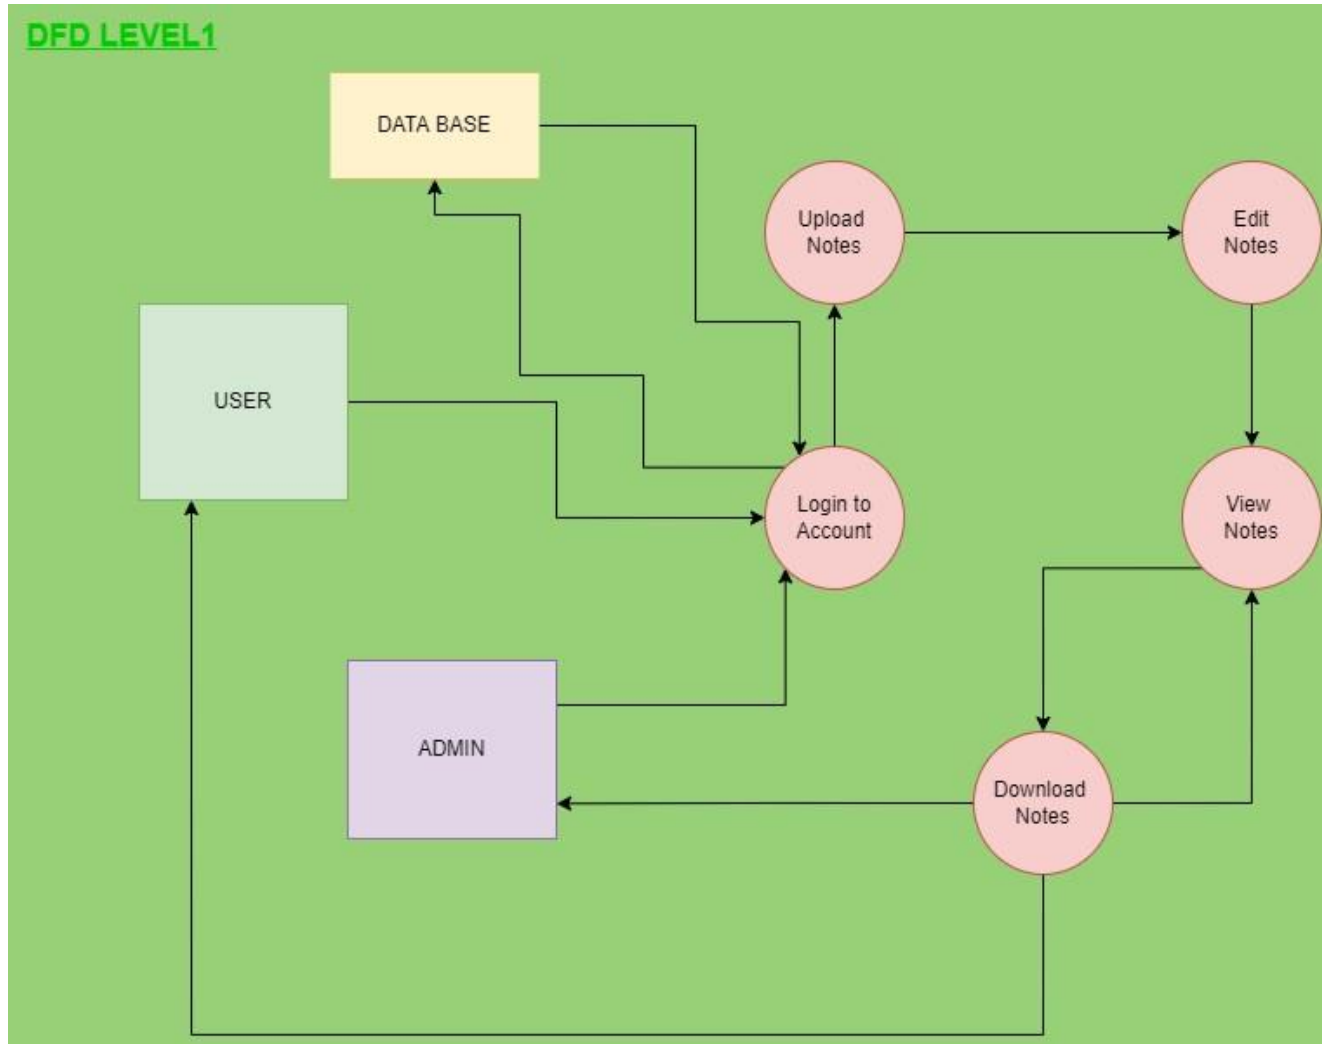 DFD LEVEL1
DATA BASE
Upload
Notes
Edit
Notes
USER
Login to
Account
View
Notes
ADMIN
Download
Notes